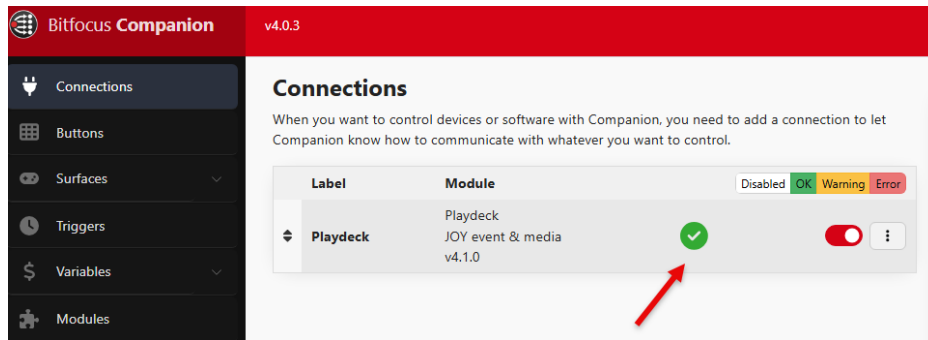 Bitfocus Companion
v4.0.3
Connections
Buttons
Surfaces
Triggers
Variables
Modules
Connections
When you want to control devices or software with Companion, you need to add a connection to let
Companion know how to communicate with whatever you want to control.
Label Module Disabled OK Warning Error
Playdeck
Playdeck
JOY event & media
v4.1.0